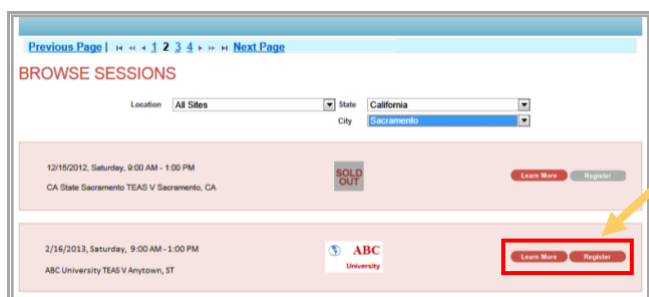 Previous Page | 1 2 3 4 Next Page
BROWSE SESSIONS
Location All Sites State California
City Sacramento
12/15/2012, Saturday, 9:00 AM - 1:00 PM
CA State Sacramento TEAS V Sacramento, CA
SOLD OUT
Learn More Register
2/16/2013, Saturday, 9:00 AM - 1:00 PM
ABC University TEAS V Anytown, ST
ABC
University
Learn More Register